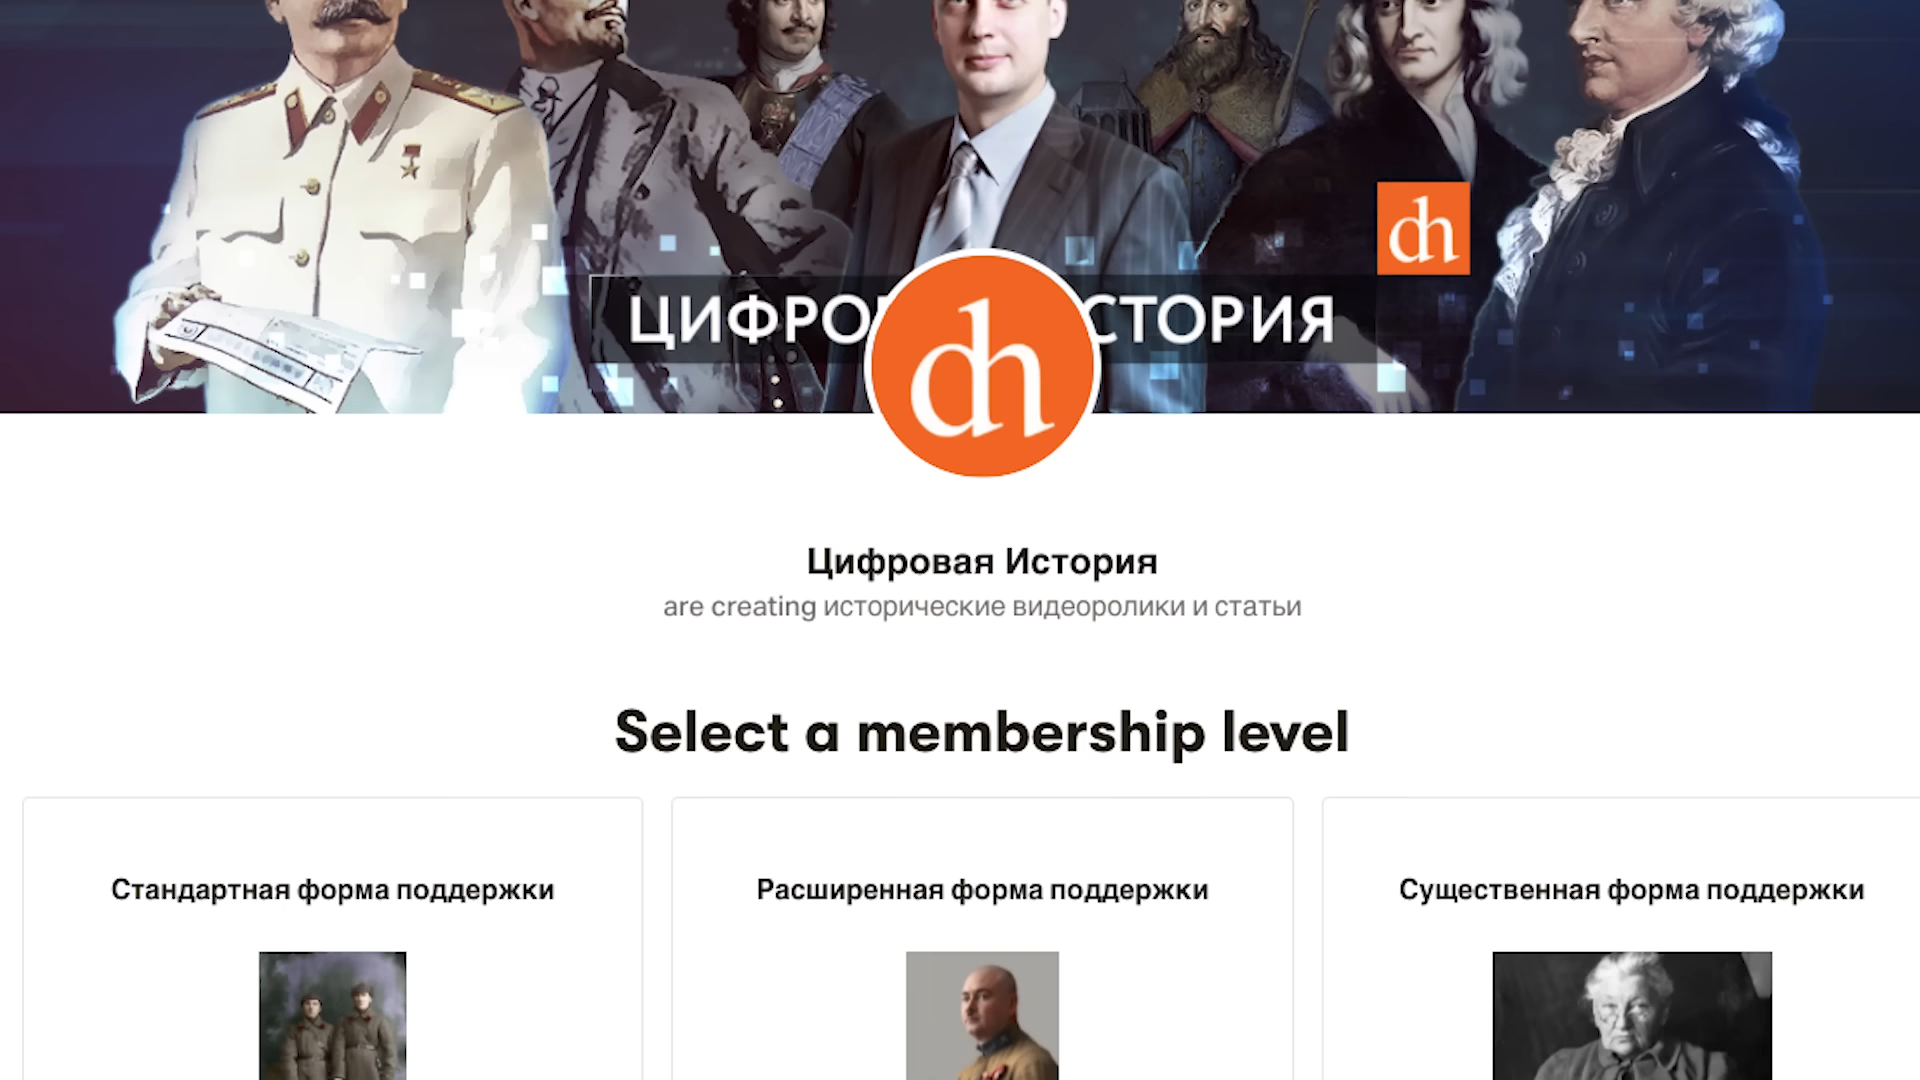 dh
ЦИФРО СТОРИЯ
dh
Цифровая История
are creating исторические видеоролики и статьи
Select a membership level
Стандартная форма поддержки
Расширенная форма поддержки
Существенная форма поддержки